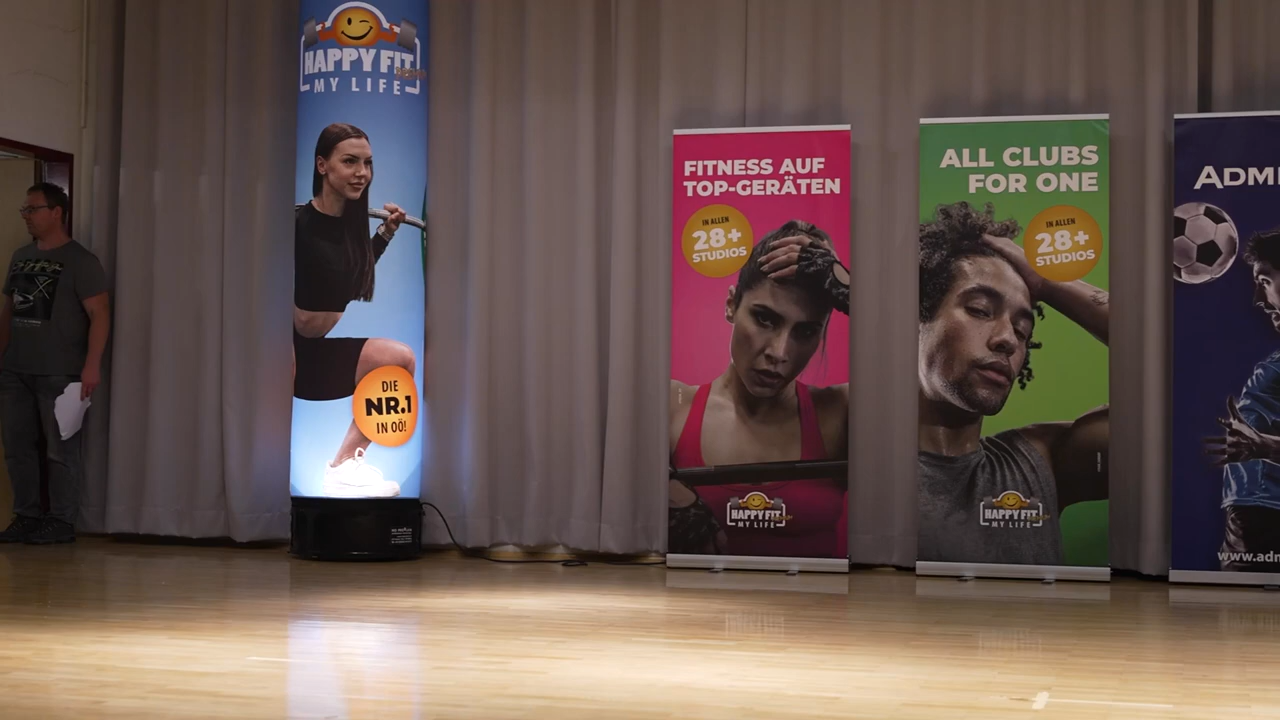 HAPPY FIT
MY LIFE
DIE
NR.1
IN OÖ!
FITNESS AUF
TOP-GERÄTEN
IN ALLEN
28+
STUDIOS
HAPPY FIT
MY LIFE
ALL CLUBS
FOR ONE
IN ALLEN
28+
STUDIOS
HAPPY FIT
MY LIFE
ADMI
www.adm